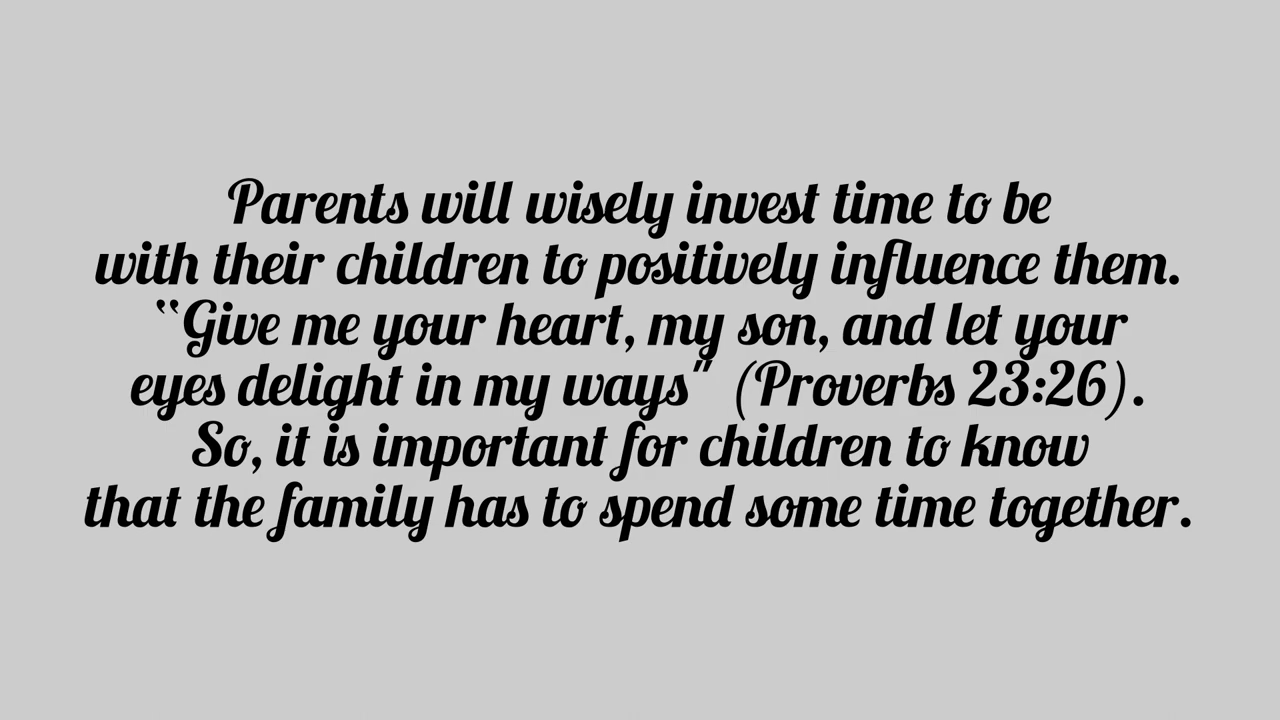 Parents will wisely invest time to be
with their children to positively influence them.
“Give me your heart, my son, and let your
eyes delight in my ways" (Proverbs 23:26).
So, it is important for children to know
that the family has to spend some time together.